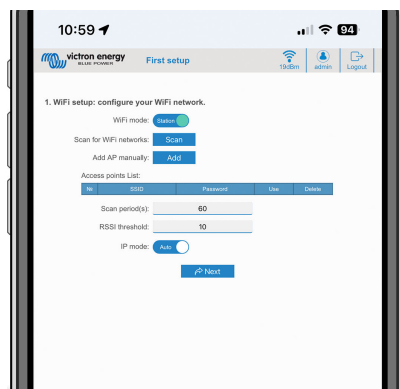 10:59
94
victron energy
BLUE POWER
First setup
19dBm
admin
Logout
1. WiFi setup: configure your WiFi network.
WiFi mode: Station
Scan for WiFi networks: Scan
Add AP manually: Add
Access points List:
№ SSID Password Use Delete
Scan period(s): 60
RSSI threshold: 10
IP mode: Auto
Next